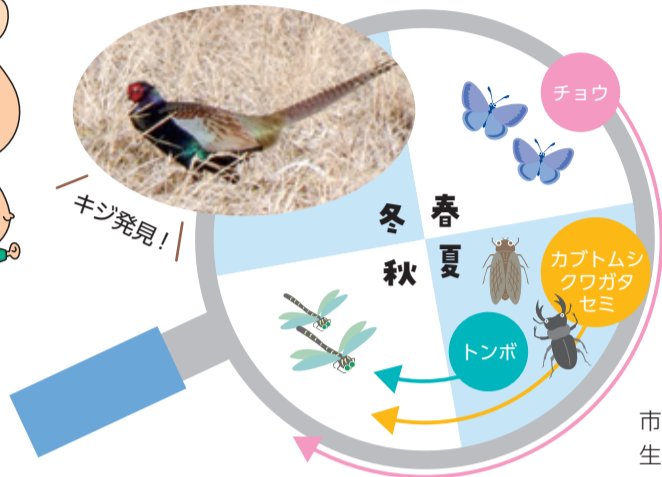 キジ発見！
チョウ
冬
春
秋
夏
カブトムシ
クワガタ
セミ
トンボ
市
生